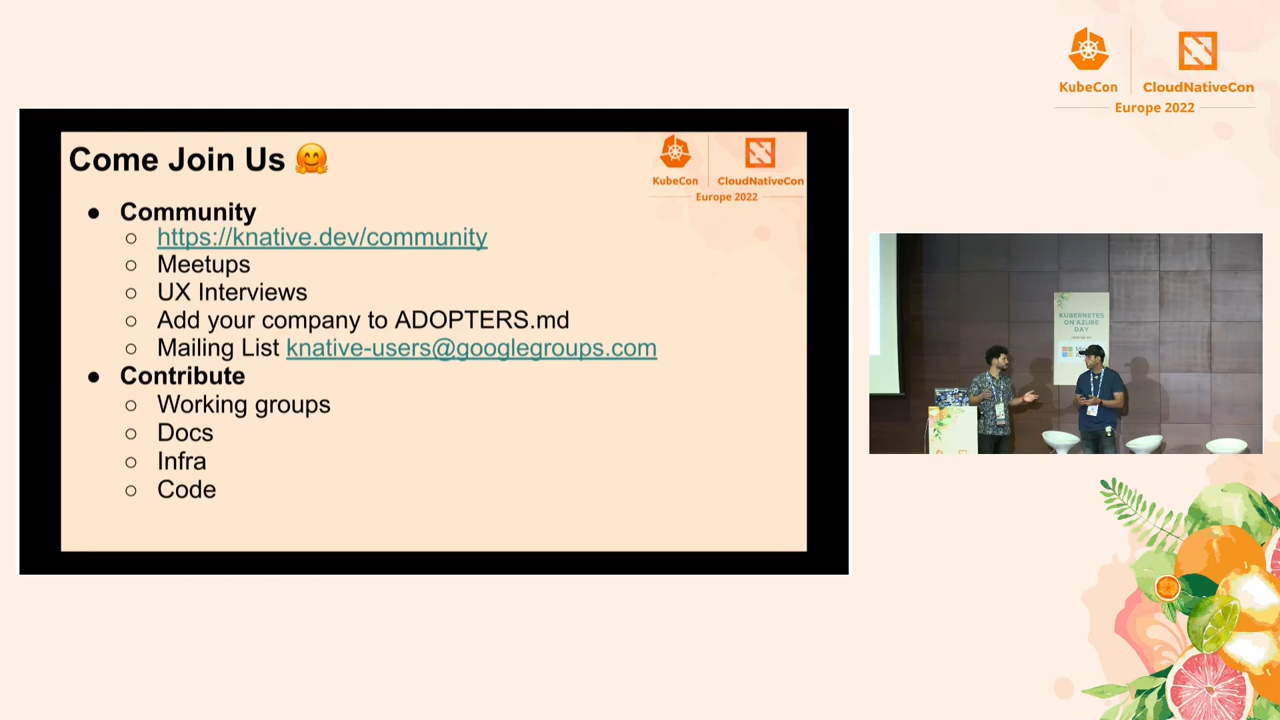 KubeCon
CloudNativeCon
Europe 2022
Come Join Us 🤗
KubeCon
CloudNativeCon
Europe 2022
● Community
○ https://knative.dev/community
○ Meetups
○ UX Interviews
○ Add your company to ADOPTERS.md
○ Mailing List knative-users@googlegroups.com
● Contribute
○ Working groups
○ Docs
○ Infra
○ Code
KUBERNETES
ON AZURE
DAY